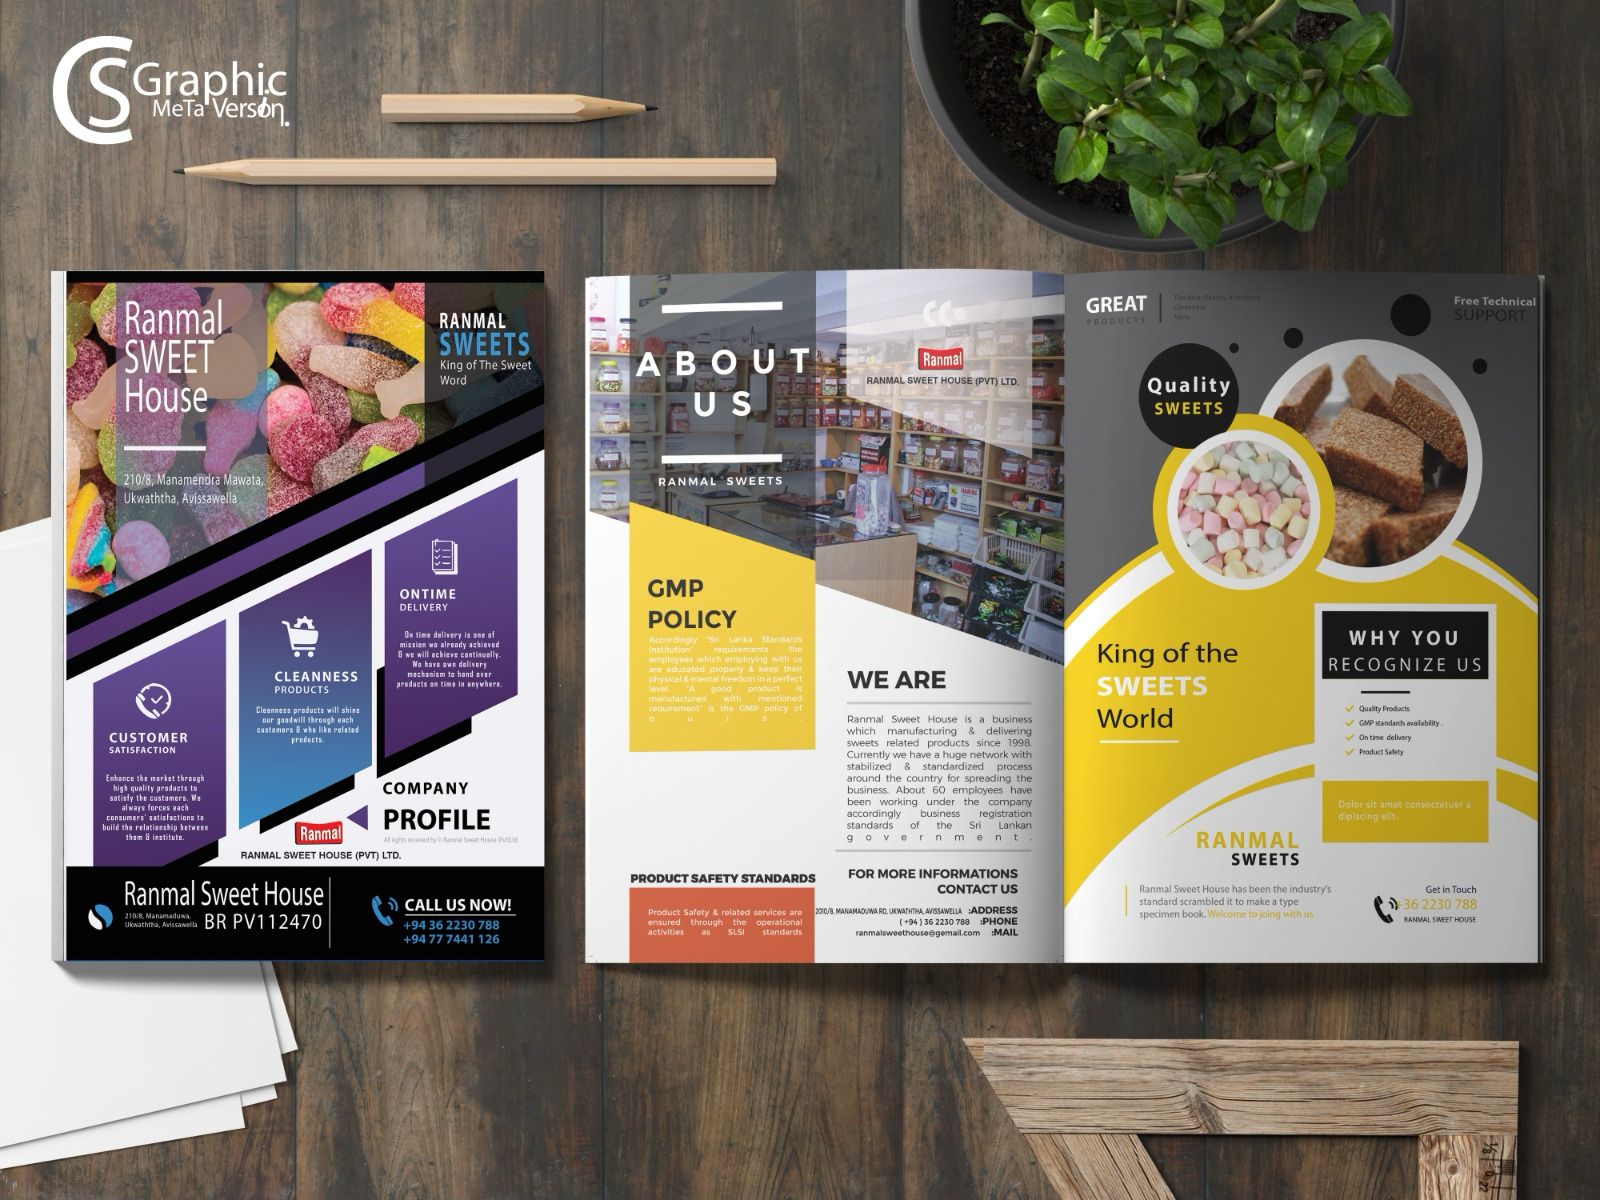 CS Graphic
MeTa Version.
Ranmal
SWEET
House
210/8, Manamendra Mawata,
Ukwaththa, Avissawella
RANMAL
SWEETS
King of The Sweet
Word
ONTIME
DELIVERY
On time delivery is one of
mission we already achieved
& we will achieve continually.
We have own delivery
mechanism to hand over
products on time in anywhere.
CLEANNESS
PRODUCTS
Cleanness products will shine
our goodwill through each
customers & who like related
products.
CUSTOMER
SATISFACTION
Enhance the market through
high quality products to
satisfy the customers. We
always forces each
consumers' satisfactions to
build the relationship between
them & institute.
COMPANY
PROFILE
All rights received by © Ranmal Sweet House (Pvt)Ltd
Ranmal
RANMAL SWEET HOUSE (PVT) LTD.
Ranmal Sweet House
210/8, Manamaduwa,
Ukwaththa, Avissawella
BR PV112470
CALL US NOW!
+94 36 2230 788
+94 77 7441 126
ABOUT
US
RANMAL SWEETS
Ranmal
RANMAL SWEET HOUSE (PVT) LTD.
GMP
POLICY
Accordingly "Sri Lanka Standards
Institution" requirements the
employees which employing with us
are educated properly & keep their
physical & mental freedom in a perfect
level. "A good product is
manufactured with mentioned
requirement" is the GMP policy of
o u r s .
WE ARE
Ranmal Sweet House is a business
which manufacturing & delivering
sweets related products since 1998.
Currently we have a huge network with
stabilized & standardized process
around the country for spreading the
business. About 60 employees have
been working under the company
accordingly business registration
standards of the Sri Lankan
g o v e r n m e n t .
PRODUCT SAFETY STANDARDS
Product Safety & related services are
ensured through the operational
activities as SLSI standards
FOR MORE INFORMATIONS
CONTACT US
210/8, MANAMADUWA RD, UKWATHTHA, AVISSAWELLA :ADDRESS
( +94 ) 36 2230 788 :PHONE
ranmalsweethouse@gemail.com :MAIL
GREAT
PRODUCTS
The Best Quality Assurance
Cleanness
Tasty
Free Technical
SUPPORT
Quality
SWEETS
King of the
SWEETS
World
WHY YOU
RECOGNIZE US
Quality Products
GMP standards availability .
On time delivery
Product Safety
Dolor sit amet consectetuer a
dipiscing elit.
RANMAL
SWEETS
Ranmal Sweet House has been the industry's
standard scrambled it to make a type
specimen book. Welcome to joing with us
Get in Touch
+36 2230 788
RANMAL SWEET HOUSE